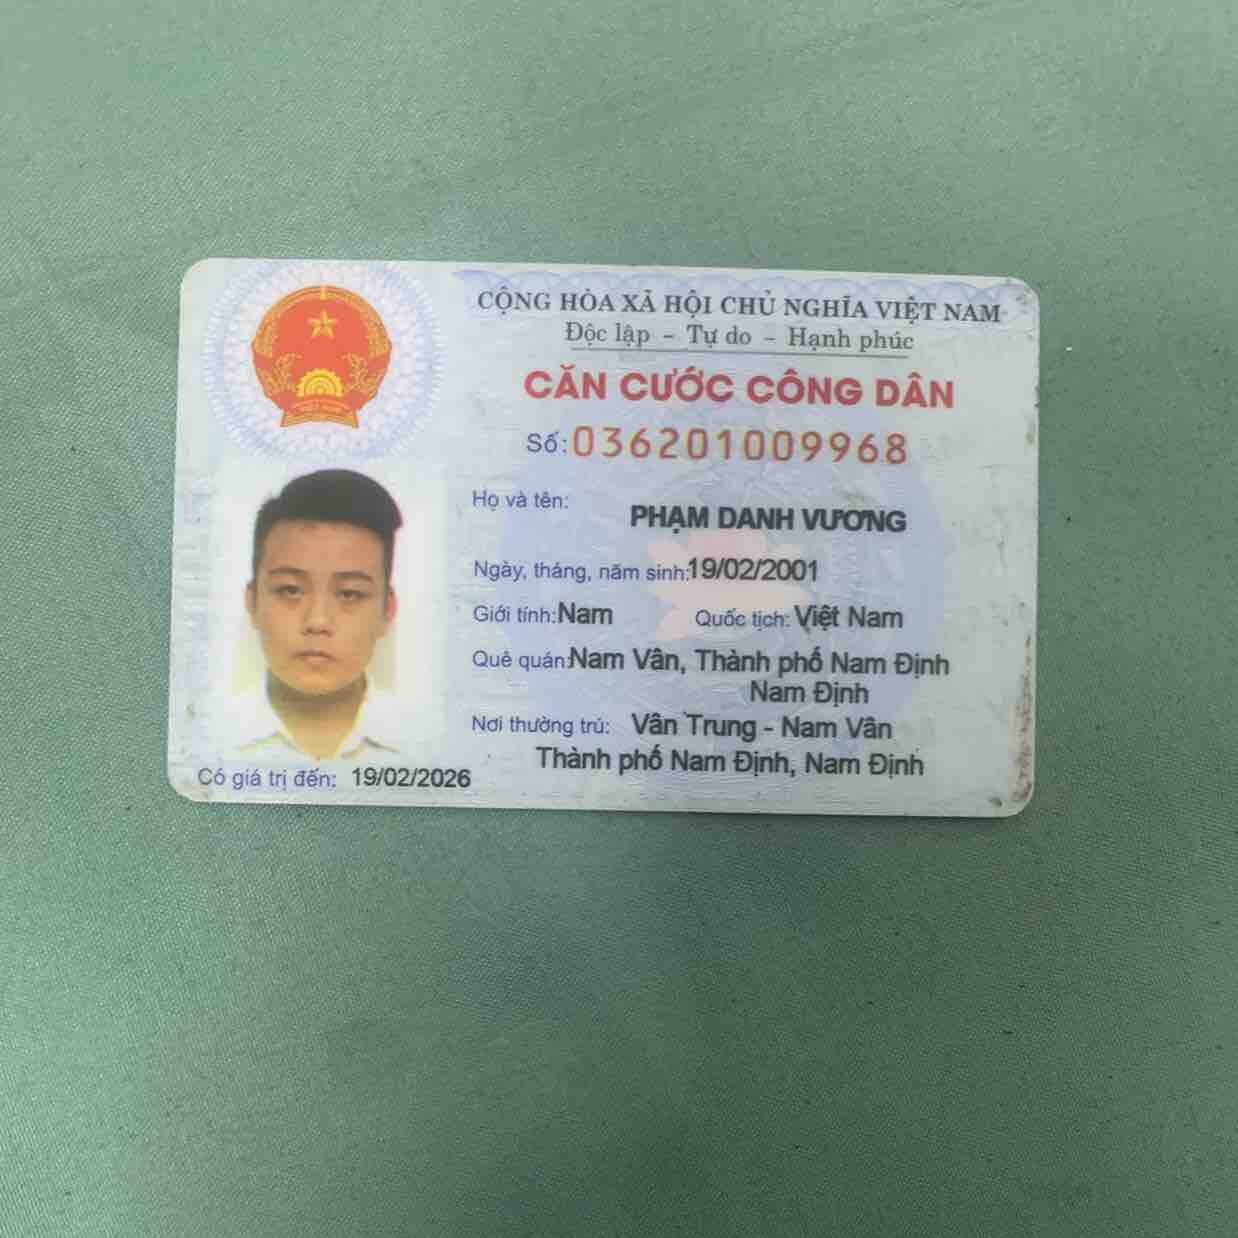 CỘNG HÒA XÃ HỘI CHỦ NGHĨA VIỆT NAM
Độc lập - Tự do - Hạnh phúc
CĂN CƯỚC CÔNG DÂN
Số: 036201009968
Họ và tên:
PHẠM DANH VƯƠNG
Ngày, tháng, năm sinh: 19/02/2001
Giới tính: Nam Quốc tịch: Việt Nam
Quê quán: Nam Vân, Thành phố Nam Định
Nam Định
Nơi thường trú: Vân Trung - Nam Vân
Thành phố Nam Định, Nam Định
Có giá trị đến: 19/02/2026